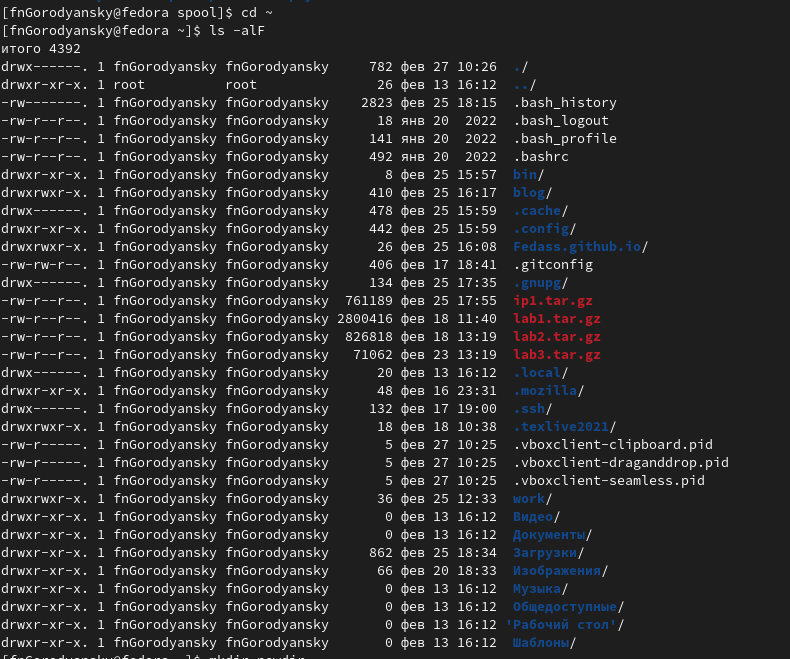 [fnGorodyansky@fedora spool]$ cd ~
[fnGorodyansky@fedora ~]$ ls -alF
итого 4392
drwx------. 1 fnGorodyansky fnGorodyansky     782 фев 27 10:26  ./
drwxr-xr-x. 1 root          root               26 фев 13 16:12  ../
-rw-------. 1 fnGorodyansky fnGorodyansky    2823 фев 25 18:15  .bash_history
-rw-r--r--. 1 fnGorodyansky fnGorodyansky      18 янв 20  2022  .bash_logout
-rw-r--r--. 1 fnGorodyansky fnGorodyansky     141 янв 20  2022  .bash_profile
-rw-r--r--. 1 fnGorodyansky fnGorodyansky     492 янв 20  2022  .bashrc
drwxr-xr-x. 1 fnGorodyansky fnGorodyansky       8 фев 25 15:57  bin/
drwxrwxr-x. 1 fnGorodyansky fnGorodyansky     410 фев 25 16:17  blog/
drwx------. 1 fnGorodyansky fnGorodyansky     478 фев 25 15:59  .cache/
drwxr-xr-x. 1 fnGorodyansky fnGorodyansky     442 фев 25 15:59  .config/
drwxrwxr-x. 1 fnGorodyansky fnGorodyansky      26 фев 25 16:08  Fedass.github.io/
-rw-rw-r--. 1 fnGorodyansky fnGorodyansky     406 фев 17 18:41  .gitconfig
drwx------. 1 fnGorodyansky fnGorodyansky     134 фев 25 17:35  .gnupg/
-rw-r--r--. 1 fnGorodyansky fnGorodyansky  761189 фев 25 17:55  ip1.tar.gz
-rw-r--r--. 1 fnGorodyansky fnGorodyansky 2800416 фев 18 11:40  lab1.tar.gz
-rw-r--r--. 1 fnGorodyansky fnGorodyansky  826818 фев 18 13:19  lab2.tar.gz
-rw-r--r--. 1 fnGorodyansky fnGorodyansky   71062 фев 23 13:19  lab3.tar.gz
drwx------. 1 fnGorodyansky fnGorodyansky      20 фев 13 16:12  .local/
drwxr-xr-x. 1 fnGorodyansky fnGorodyansky      48 фев 16 23:31  .mozilla/
drwx------. 1 fnGorodyansky fnGorodyansky     132 фев 17 19:00  .ssh/
drwxrwxr-x. 1 fnGorodyansky fnGorodyansky      18 фев 18 10:38  .texlive2021/
-rw-r-----. 1 fnGorodyansky fnGorodyansky       5 фев 27 10:25  .vboxclient-clipboard.pid
-rw-r-----. 1 fnGorodyansky fnGorodyansky       5 фев 27 10:25  .vboxclient-draganddrop.pid
-rw-r-----. 1 fnGorodyansky fnGorodyansky       5 фев 27 10:25  .vboxclient-seamless.pid
drwxrwxr-x. 1 fnGorodyansky fnGorodyansky      36 фев 25 12:33  work/
drwxr-xr-x. 1 fnGorodyansky fnGorodyansky       0 фев 13 16:12  Видео/
drwxr-xr-x. 1 fnGorodyansky fnGorodyansky       0 фев 13 16:12  Документы/
drwxr-xr-x. 1 fnGorodyansky fnGorodyansky     862 фев 25 18:34  Загрузки/
drwxr-xr-x. 1 fnGorodyansky fnGorodyansky      66 фев 20 18:33  Изображения/
drwxr-xr-x. 1 fnGorodyansky fnGorodyansky       0 фев 13 16:12  Музыка/
drwxr-xr-x. 1 fnGorodyansky fnGorodyansky       0 фев 13 16:12  Общедоступные/
drwxr-xr-x. 1 fnGorodyansky fnGorodyansky       0 фев 13 16:12 'Рабочий стол'/
drwxr-xr-x. 1 fnGorodyansky fnGorodyansky       0 фев 13 16:12  Шаблоны/
[fnGorodyansky@fedora ~]$ mkdir newdir